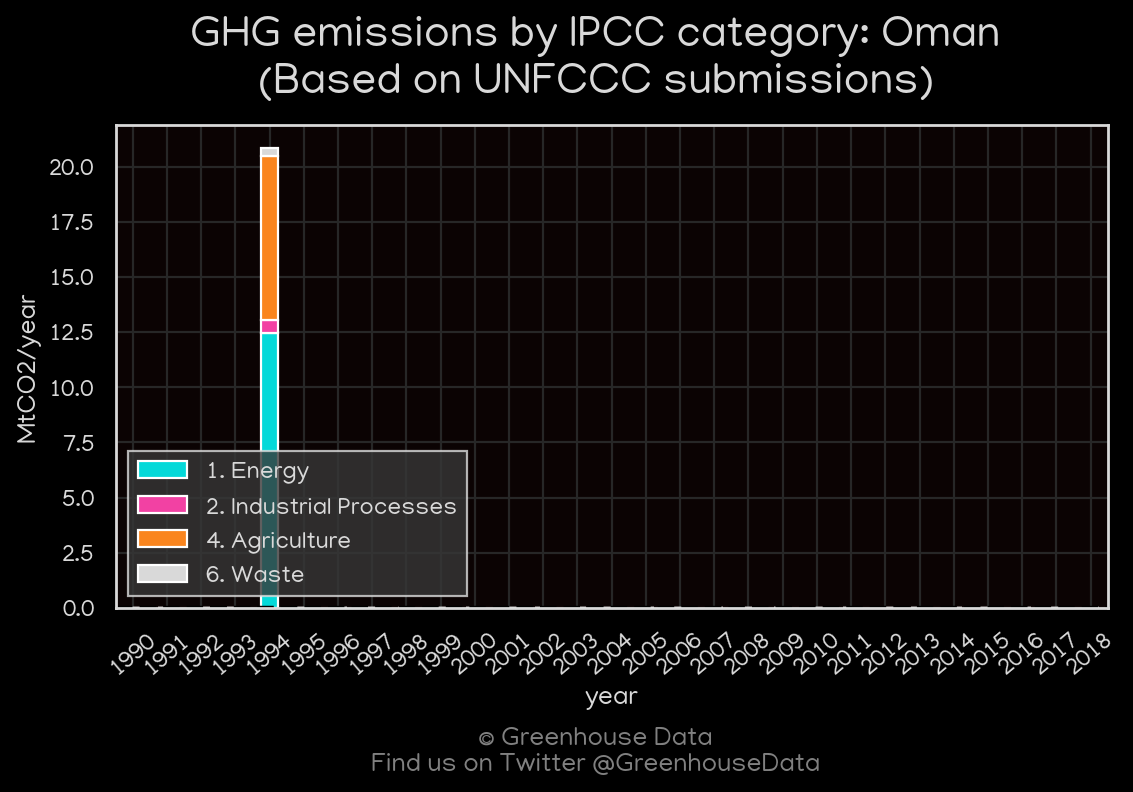 GHG emissions by IPCC category: Oman
(Based on UNFCCC submissions)
20.0
17.5
15.0
12.5
10.0
7.5
5.0
2.5
0.0
MtCO2/year
1. Energy
2. Industrial Processes
4. Agriculture
6. Waste
1990 1991 1992 1993 1994 1995 1996 1997 1998 1999 2000 2001 2002 2003 2004 2005 2006 2007 2008 2009 2010 2011 2012 2013 2014 2015 2016 2017 2018
year
© Greenhouse Data
Find us on Twitter @GreenhouseData